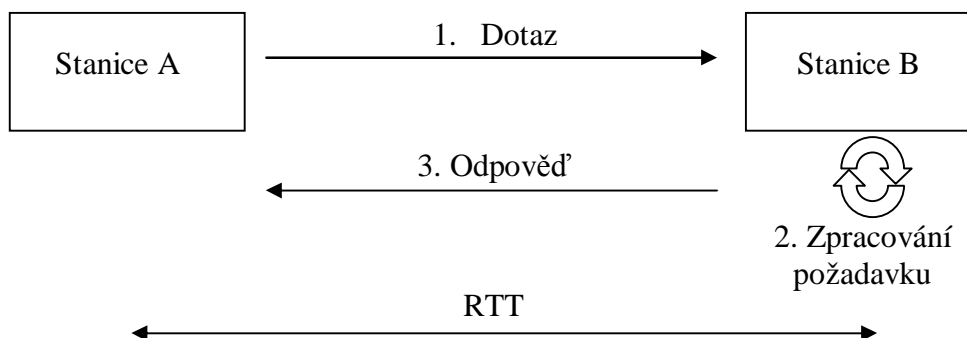 1. Dotaz
Stanice A
Stanice B
3. Odpověď
2. Zpracování
požadavku
RTT